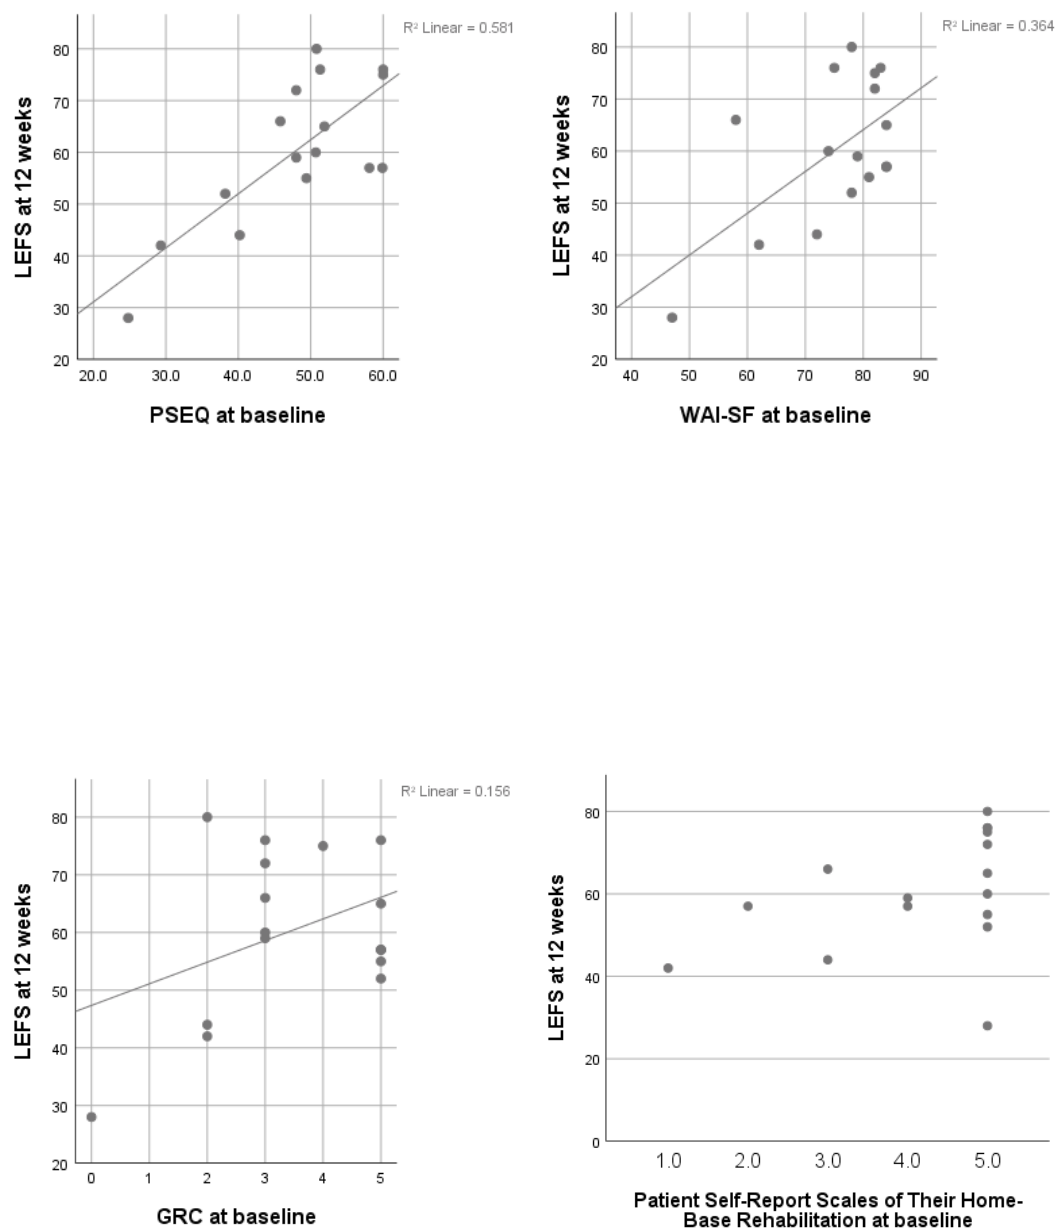 R² Linear = 0.581
80
70
60
50
40
30
20
LEFS at 12 weeks
20.0 30.0 40.0 50.0 60.0
PSEQ at baseline
R² Linear = 0.364
80
70
60
50
40
30
20
LEFS at 12 weeks
40 50 60 70 80 90
WAI-SF at baseline
R² Linear = 0.156
80
70
60
50
40
30
20
LEFS at 12 weeks
0 1 2 3 4 5
GRC at baseline
80
60
40
20
0
LEFS at 12 weeks
1.0 2.0 3.0 4.0 5.0
Patient Self-Report Scales of Their Home-
Base Rehabilitation at baseline